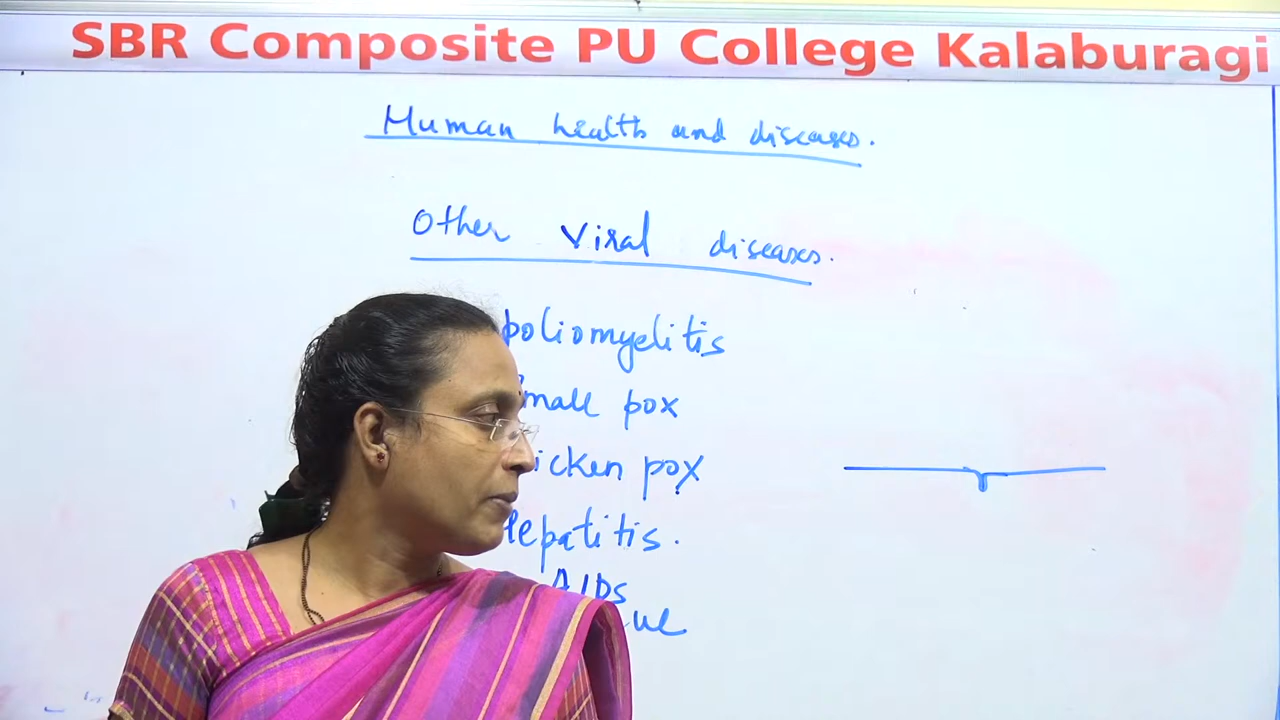 SBR Composite PU College Kalaburagi
Human health and diseases.
Other Viral diseases.
poliomyelitis
mall pox
icken pox
Hepatitis.
AIDs
ue